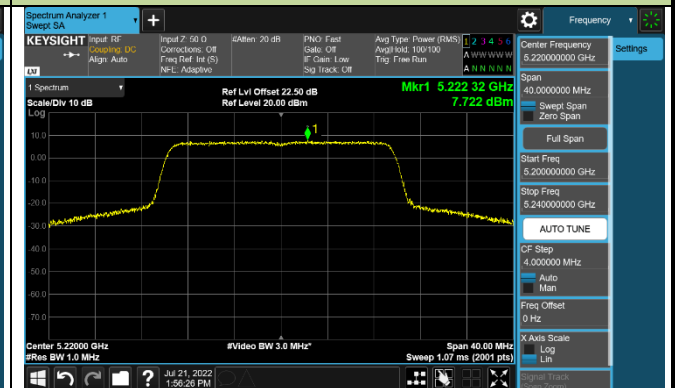 Spectrum Analyzer 1
Swept SA
+
Frequency
KEYSIGHT
Input: RF
Coupling: DC
Align: Auto
Input Z: 50 Ω
Corrections: Off
Freq Ref: Int (S)
NFE: Adaptive
#Atten: 20 dB
PNO: Fast
Gate: Off
IF Gain: Low
Sig Track: Off
Avg Type: Power (RMS)
Avg|Hold: 100/100
Trig: Free Run
1 2 3 4 5 6
A W W W W W
A N N N N N
LXI
1 Spectrum
Scale/Div 10 dB
Log
Ref Lvl Offset 22.50 dB
Ref Level 20.00 dBm
Mkr1 5.222 32 GHz
7.722 dBm
1
10.0
0.00
-10.0
-20.0
-30.0
-40.0
-50.0
-60.0
-70.0
Center 5.22000 GHz
#Res BW 1.0 MHz
#Video BW 3.0 MHz*
Span 40.00 MHz
Sweep 1.07 ms (2001 pts)
Jul 21, 2022
1:56:26 PM
Center Frequency
5.220000000 GHz
Settings
Span
40.0000000 MHz
Swept Span
Zero Span
Full Span
Start Freq
5.200000000 GHz
Stop Freq
5.240000000 GHz
AUTO TUNE
CF Step
4.000000 MHz
Auto
Man
Freq Offset
0 Hz
X Axis Scale
Log
Lin
Signal Track